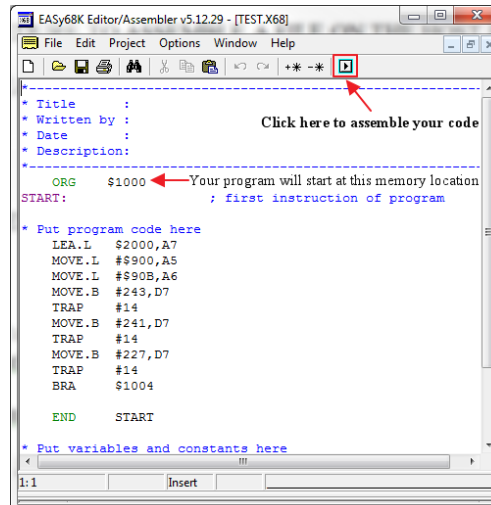 EASy68K Editor/Assembler v5.12.29 - [TEST.X68]
File Edit Project Options Window Help
*-----------------------------------------------------------
* Title      :
* Written by :
* Date       :
* Description:
Click here to assemble your code
*-----------------------------------------------------------
ORG $1000 Your program will start at this memory location
START: ; first instruction of program
* Put program code here
LEA.L $2000,A7
MOVE.L #$900,A5
MOVE.L #$90B,A6
MOVE.B #243,D7
TRAP #14
MOVE.B #241,D7
TRAP #14
MOVE.B #227,D7
TRAP #14
BRA $1004
END START
* Put variables and constants here
1:1 Insert